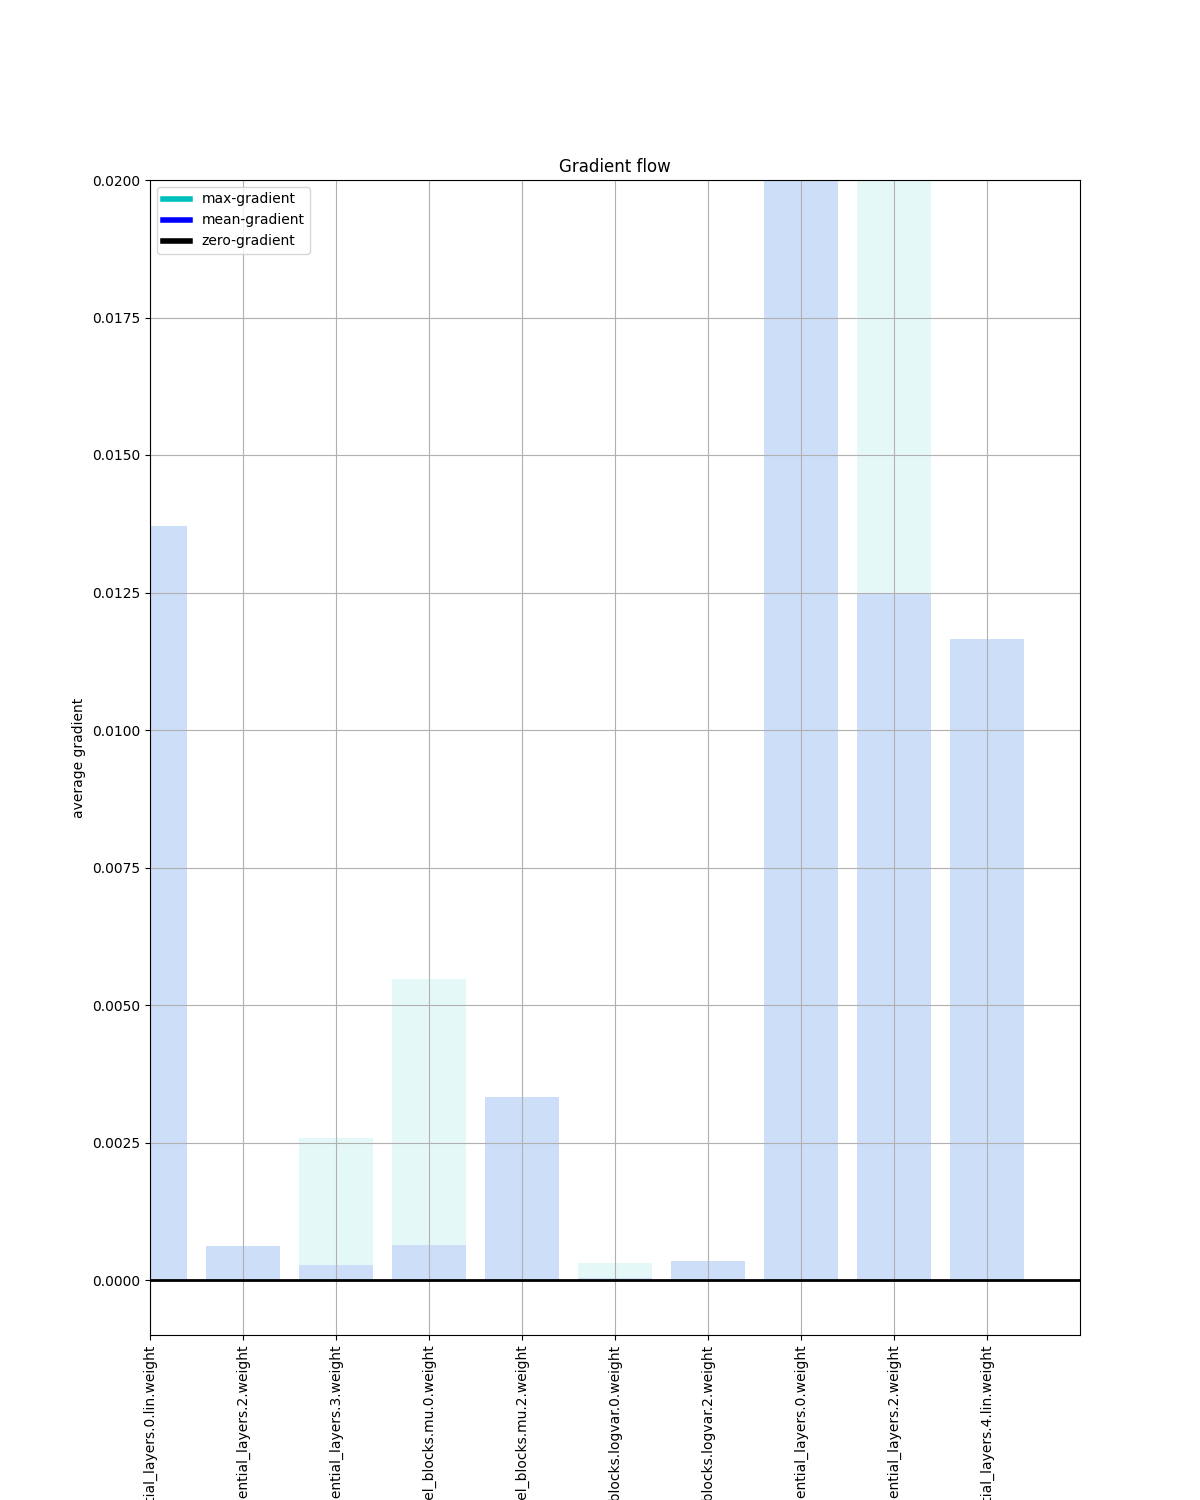 Gradient flow
max-gradient
mean-gradient
zero-gradient
0.0200
0.0175
0.0150
0.0125
0.0100
0.0075
0.0050
0.0025
0.0000
average gradient
tial_layers.0.lin.weight
ential_layers.2.weight
ential_layers.3.weight
el_blocks.mu.0.weight
el_blocks.mu.2.weight
blocks.logvar.0.weight
blocks.logvar.2.weight
ential_layers.0.weight
ential_layers.2.weight
tial_layers.4.lin.weight